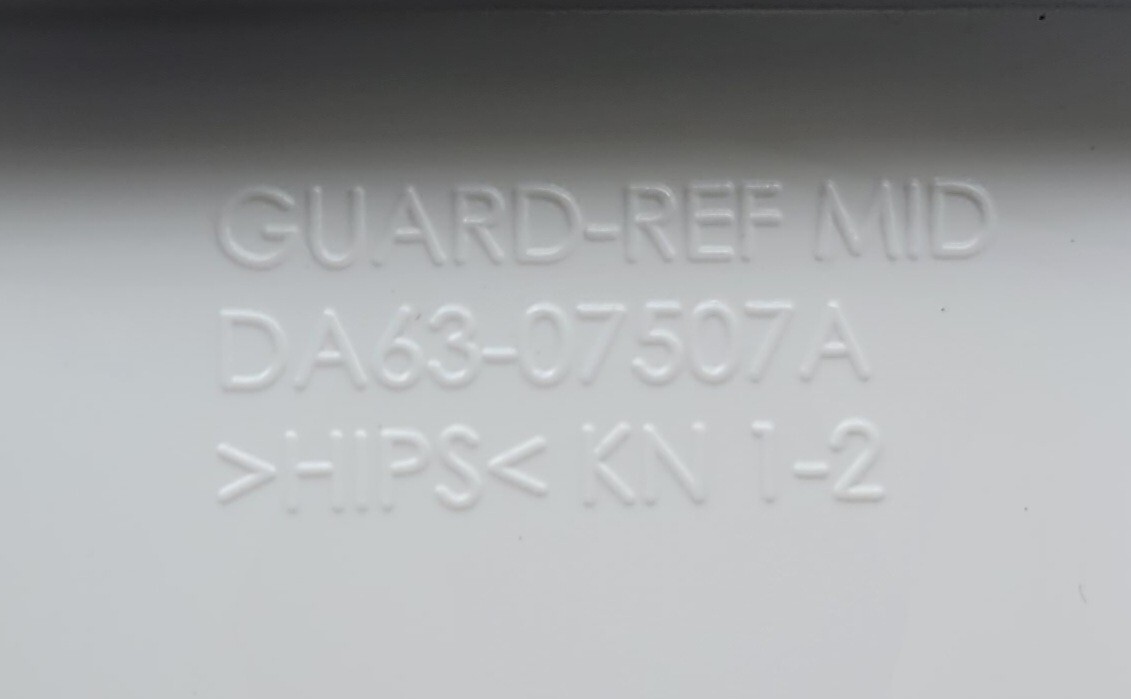 GUARD-REF MID
DA63-07507A
>HIPS< KN 1-2